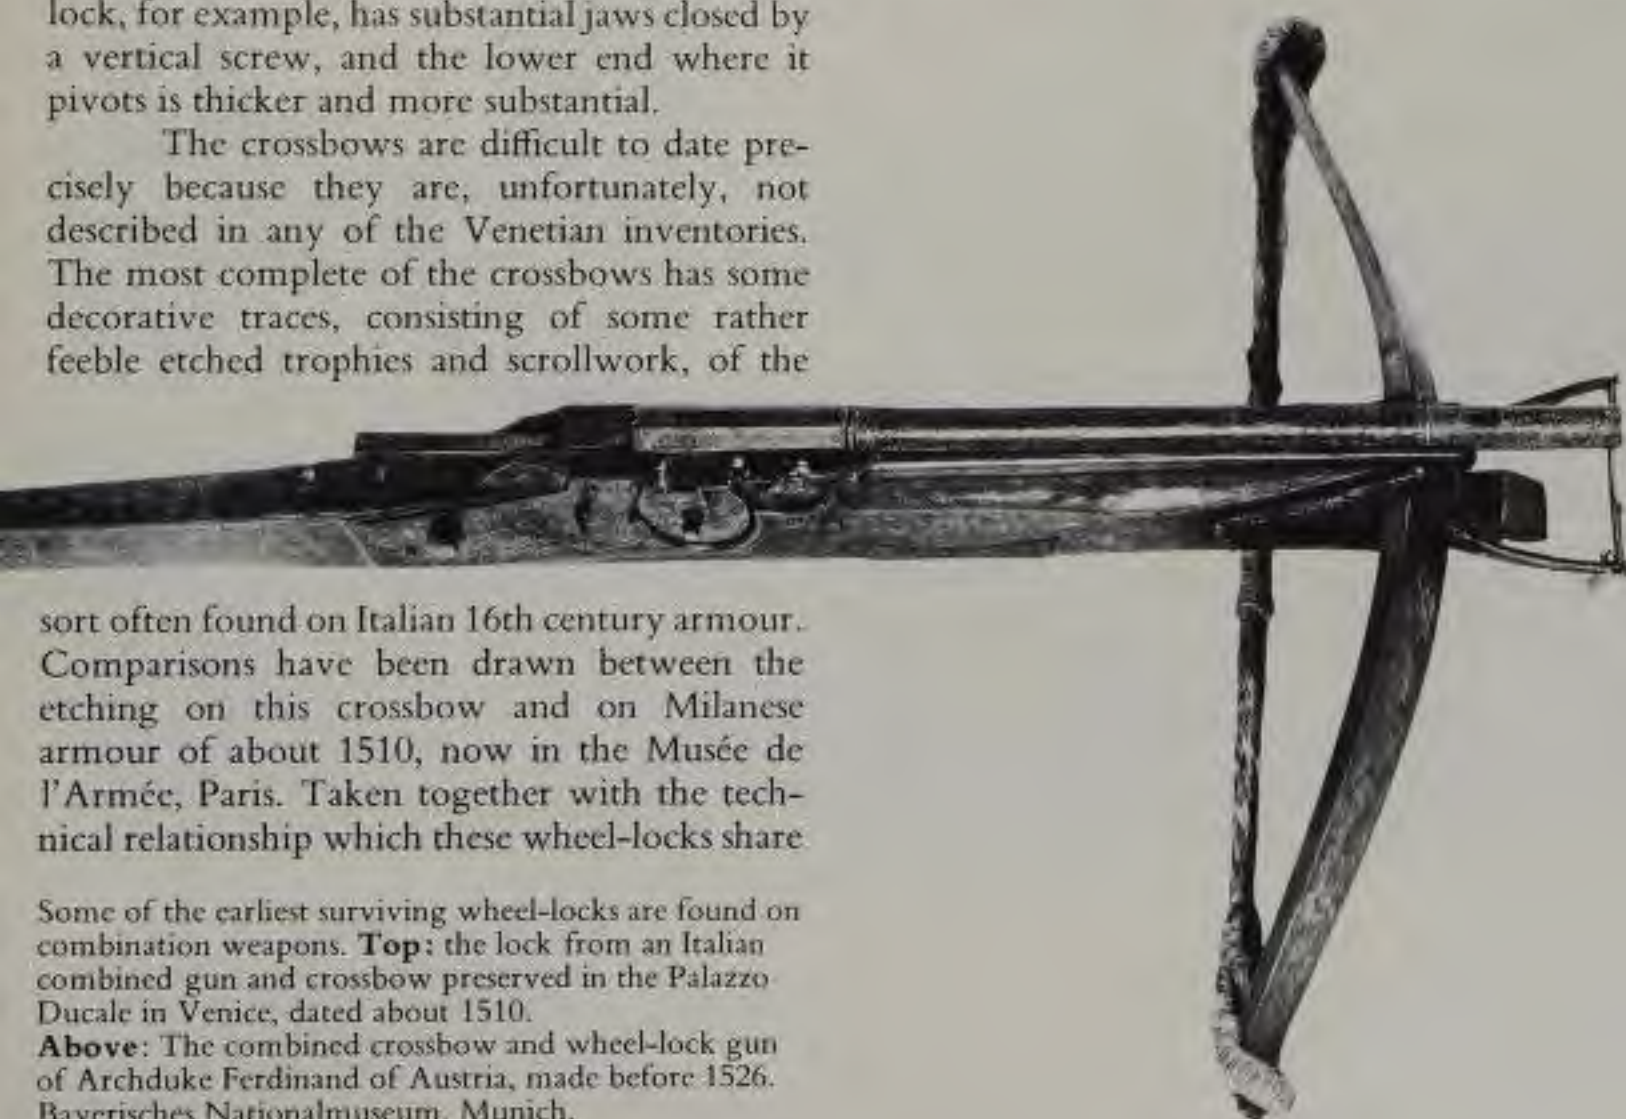 lock, for example, has substantial jaws closed by
a vertical screw, and the lower end where it
pivots is thicker and more substantial.
The crossbows are difficult to date pre-
cisely because they are, unfortunately, not
described in any of the Venetian inventories.
The most complete of the crossbows has some
decorative traces, consisting of some rather
feeble etched trophies and scrollwork, of the
sort often found on Italian 16th century armour.
Comparisons have been drawn between the
etching on this crossbow and on Milanese
armour of about 1510, now in the Musée de
l'Armée, Paris. Taken together with the tech-
nical relationship which these wheel-locks share
Some of the earliest surviving wheel-locks are found on
combination weapons. Top: the lock from an Italian
combined gun and crossbow preserved in the Palazzo
Ducale in Venice, dated about 1510.
Above: The combined crossbow and wheel-lock gun
of Archduke Ferdinand of Austria, made before 1526.
Bayerisches Nationalmuseum, Munich.